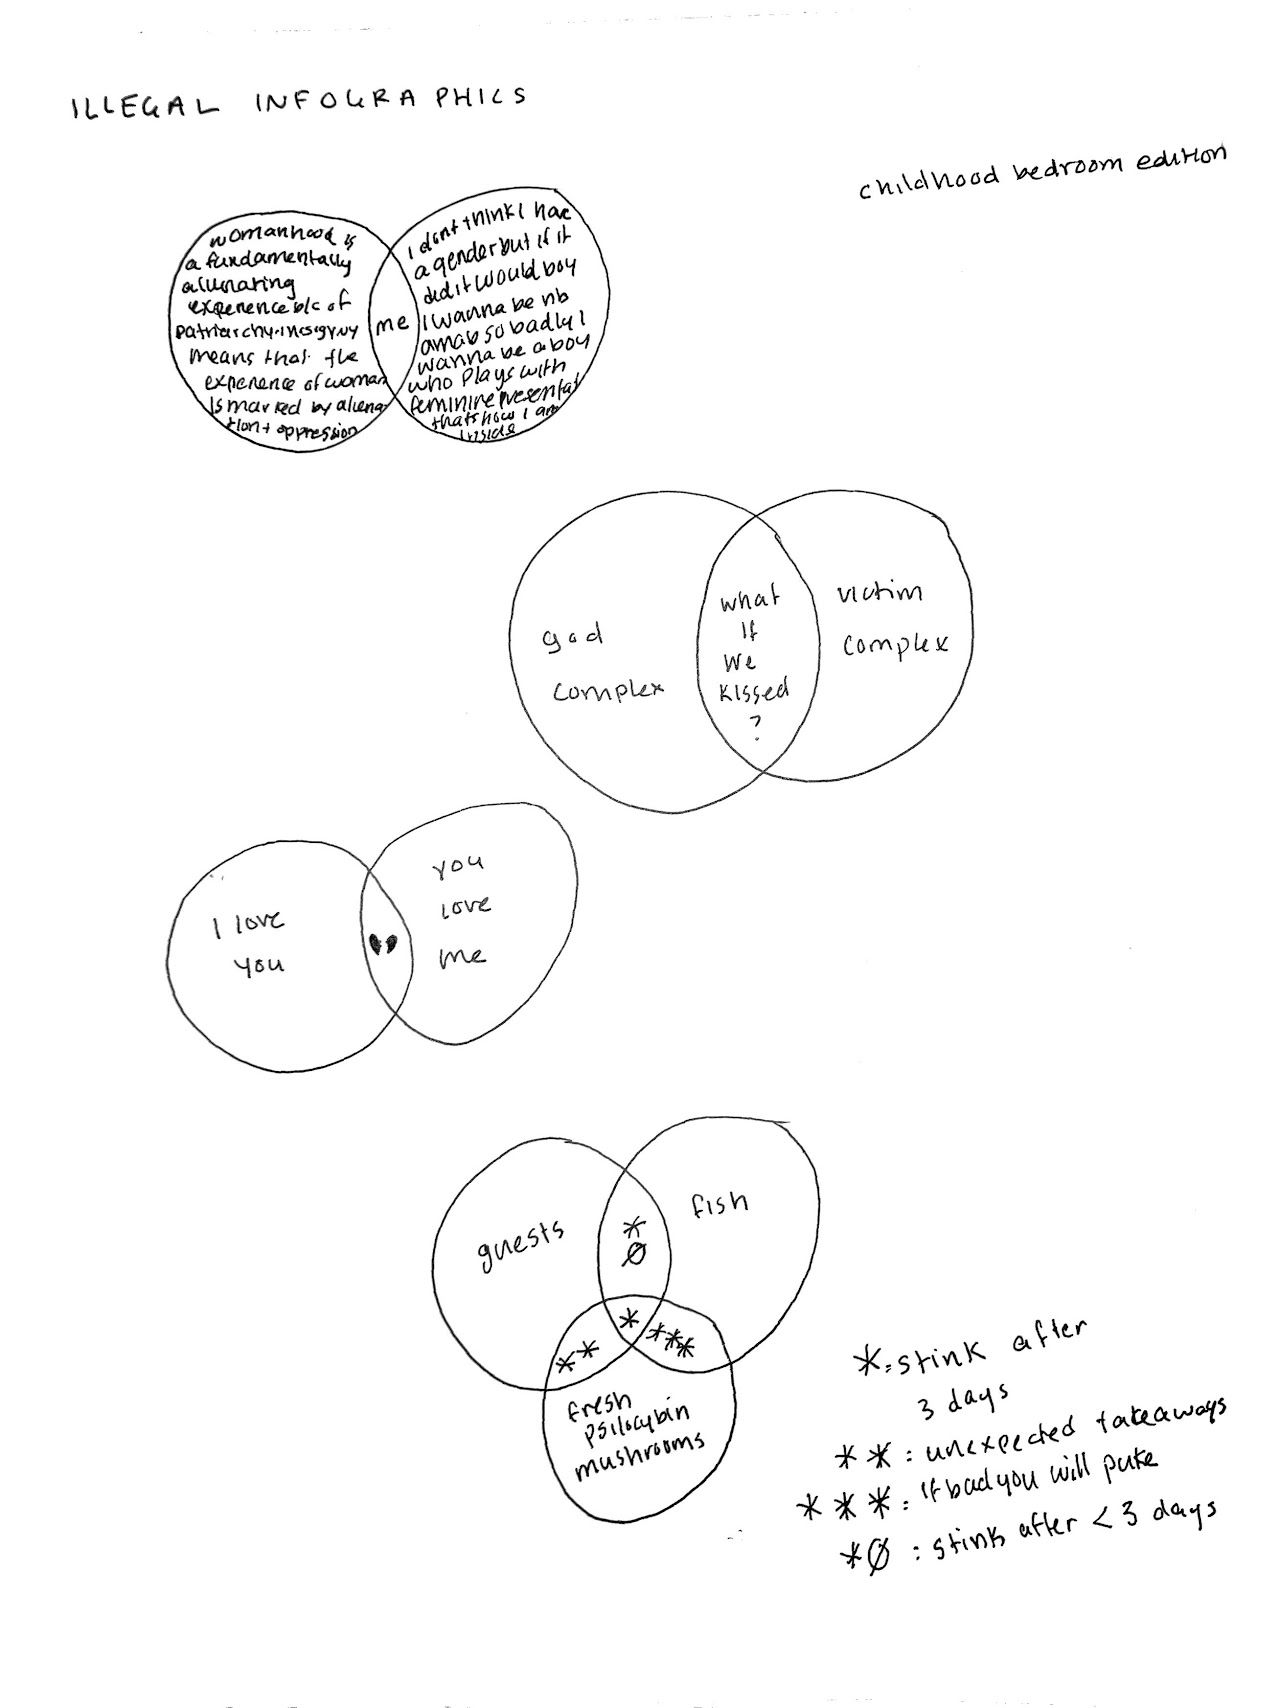 ILLEGAL INFOGRAPHICS
childhood bedroom edition
womanhood is
a fundamentally
alienating
experience b/c of
patriarchy. misogyny
means that the
experience of woman
is marked by aliena
tion + oppression
me
I dont think I have
a gender but if it
did it would boy
I wanna be nb
amab so badly I
wanna be a boy
who plays with
feminine presentat
thats how I am
inside
god
complex
what
if
we
kissed
?
victim
complex
I love
you
you
love
me
guests
fish
*
Ø
*
**
***
fresh
psilocybin
mushrooms
*: stink after
3 days
**: unexpected takeaways
***: if bad you will puke
*Ø: stink after < 3 days